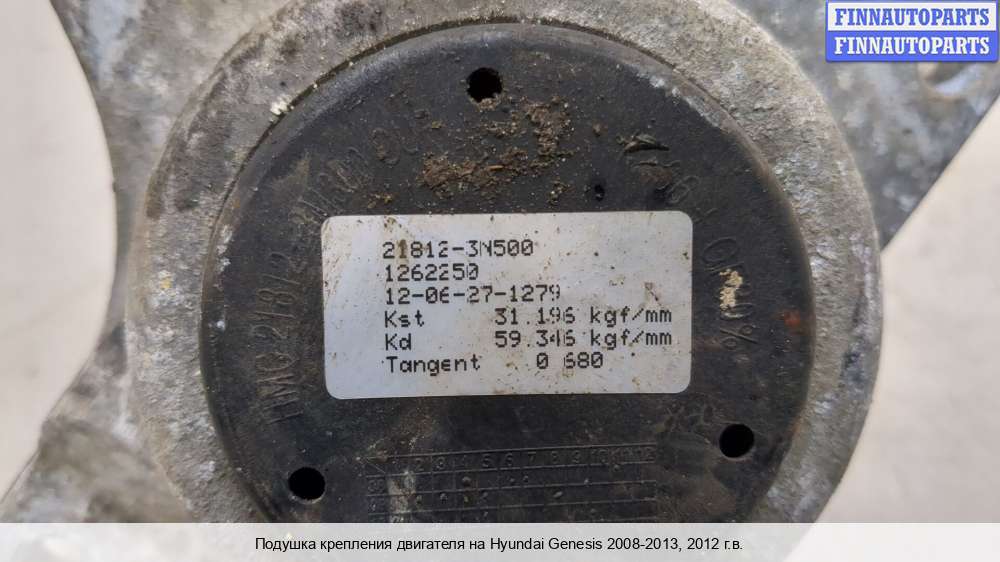 FINNAUTOPARTS
FINNAUTOPARTS
21812-3N500
1262250
12-06-27-1279
Kst 31.196 kgf/mm
Kd 59.346 kgf/mm
Tangent 0 680
Подушка крепления двигателя на Hyundai Genesis 2008-2013, 2012 г.в.